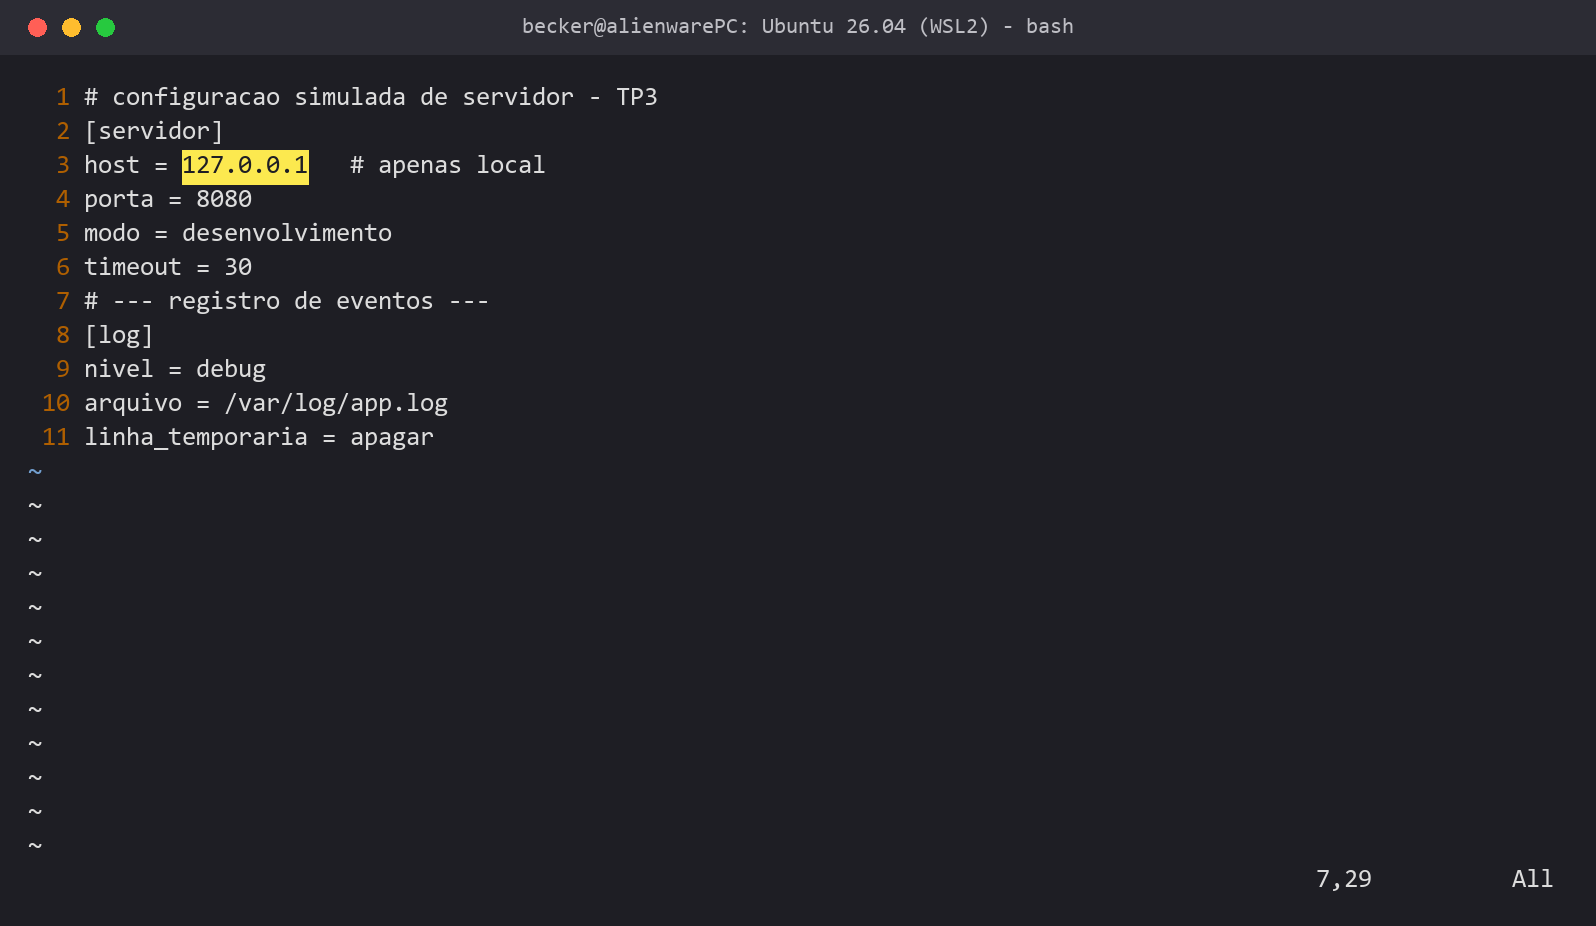 becker@alienwarePC: Ubuntu 26.04 (WSL2) - bash
1 # configuracao simulada de servidor - TP3
2 [servidor]
3 host = 127.0.0.1   # apenas local
4 porta = 8080
5 modo = desenvolvimento
6 timeout = 30
7 # --- registro de eventos ---
8 [log]
9 nivel = debug
10 arquivo = /var/log/app.log
11 linha_temporaria = apagar
~
~
~
~
~
~
~
~
~
~
~
~
7,29 All